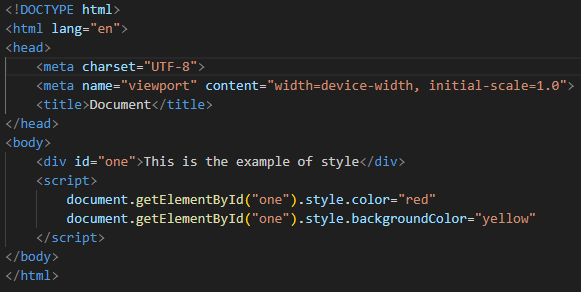 <!DOCTYPE html>
<html lang="en">
<head>
    <meta charset="UTF-8">
    <meta name="viewport" content="width=device-width, initial-scale=1.0">
    <title>Document</title>
</head>
<body>
    <div id="one">This is the example of style</div>
    <script>
        document.getElementById("one").style.color="red"
        document.getElementById("one").style.backgroundColor="yellow"
    </script>
</body>
</html>